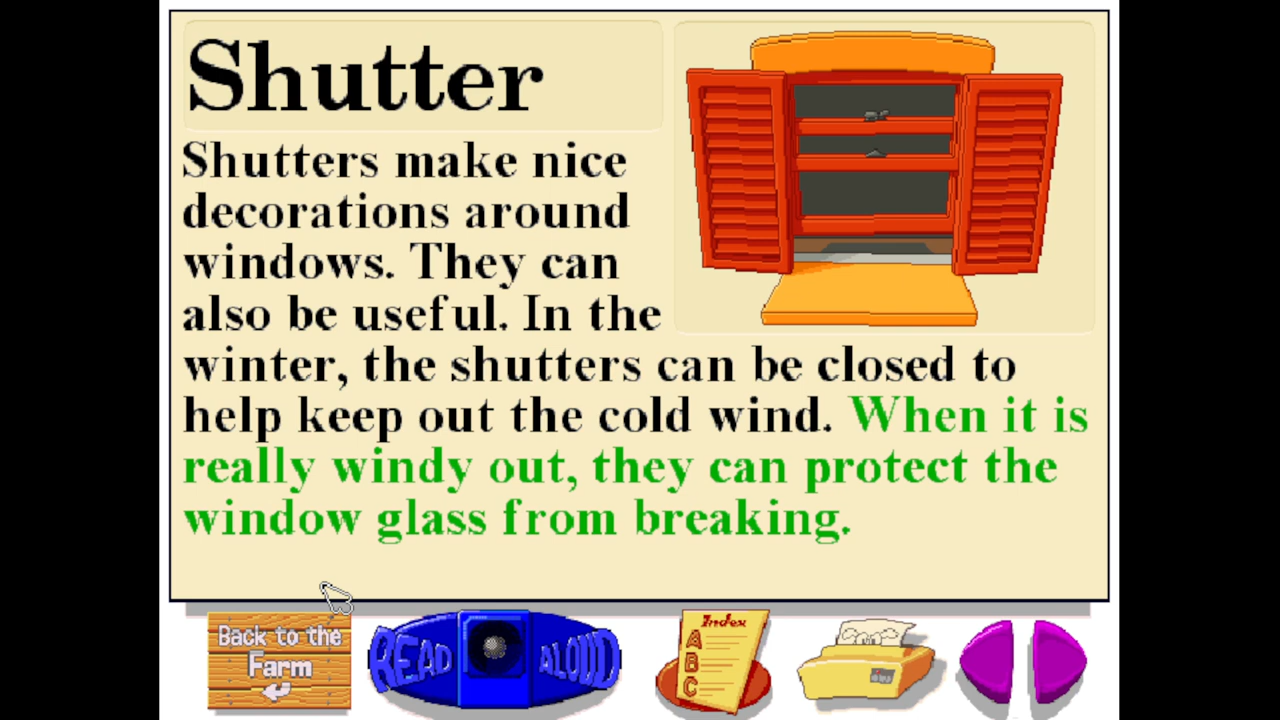 Shutter
Shutters make nice
decorations around
windows. They can
also be useful. In the
winter, the shutters can be closed to
help keep out the cold wind. When it is
really windy out, they can protect the
window glass from breaking.
Back to the
Farm
READ ALOUD
Index
A
B
C